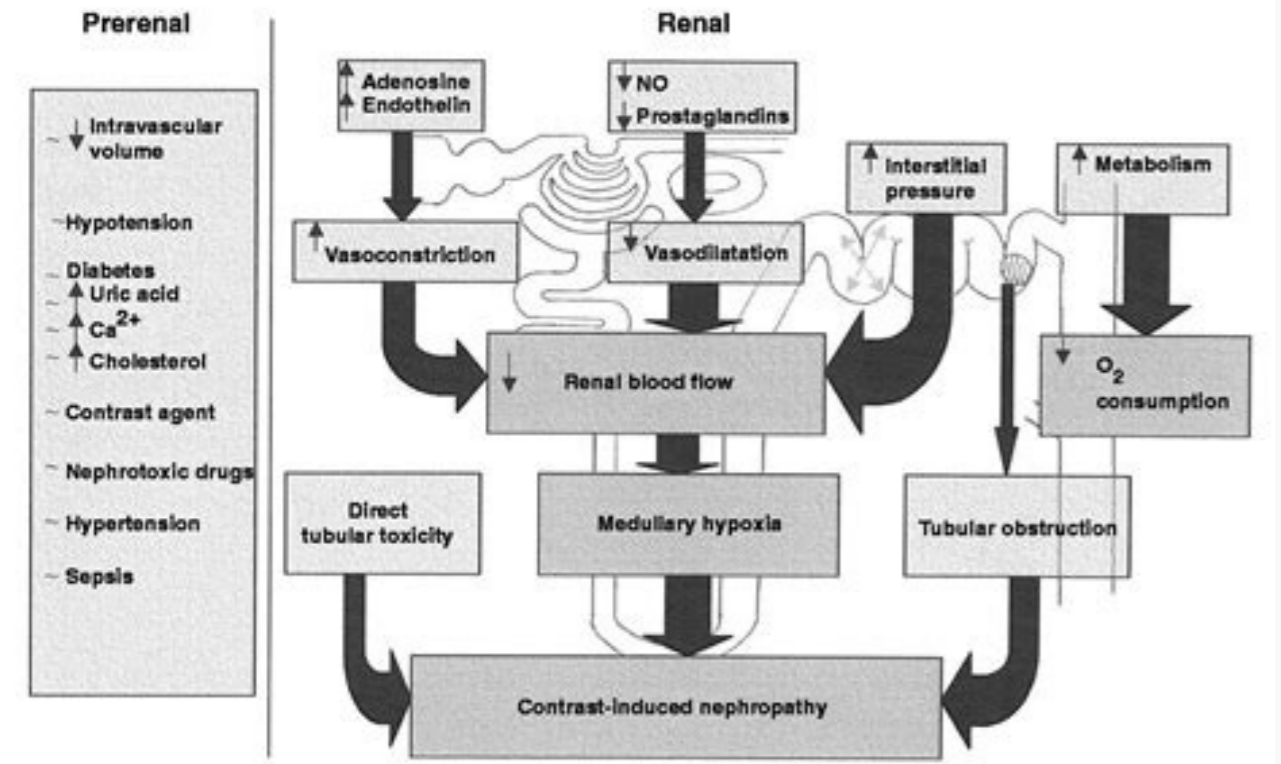 Prerenal
Renal
↓ Intravascular
volume
Hypotension
Diabetes
↑ Uric acid
↑ Ca2+
↑ Cholesterol
Contrast agent
Nephrotoxic drugs
Hypertension
Sepsis
↑ Adenosine
↑ Endothelin
↓ NO
↓ Prostaglandins
↑ Interstitial
pressure
↑ Metabolism
↑ Vasoconstriction
↓ Vasodilatation
↓ Renal blood flow
↓ O2
consumption
Direct
tubular toxicity
Medullary hypoxia
Tubular obstruction
Contrast-induced nephropathy